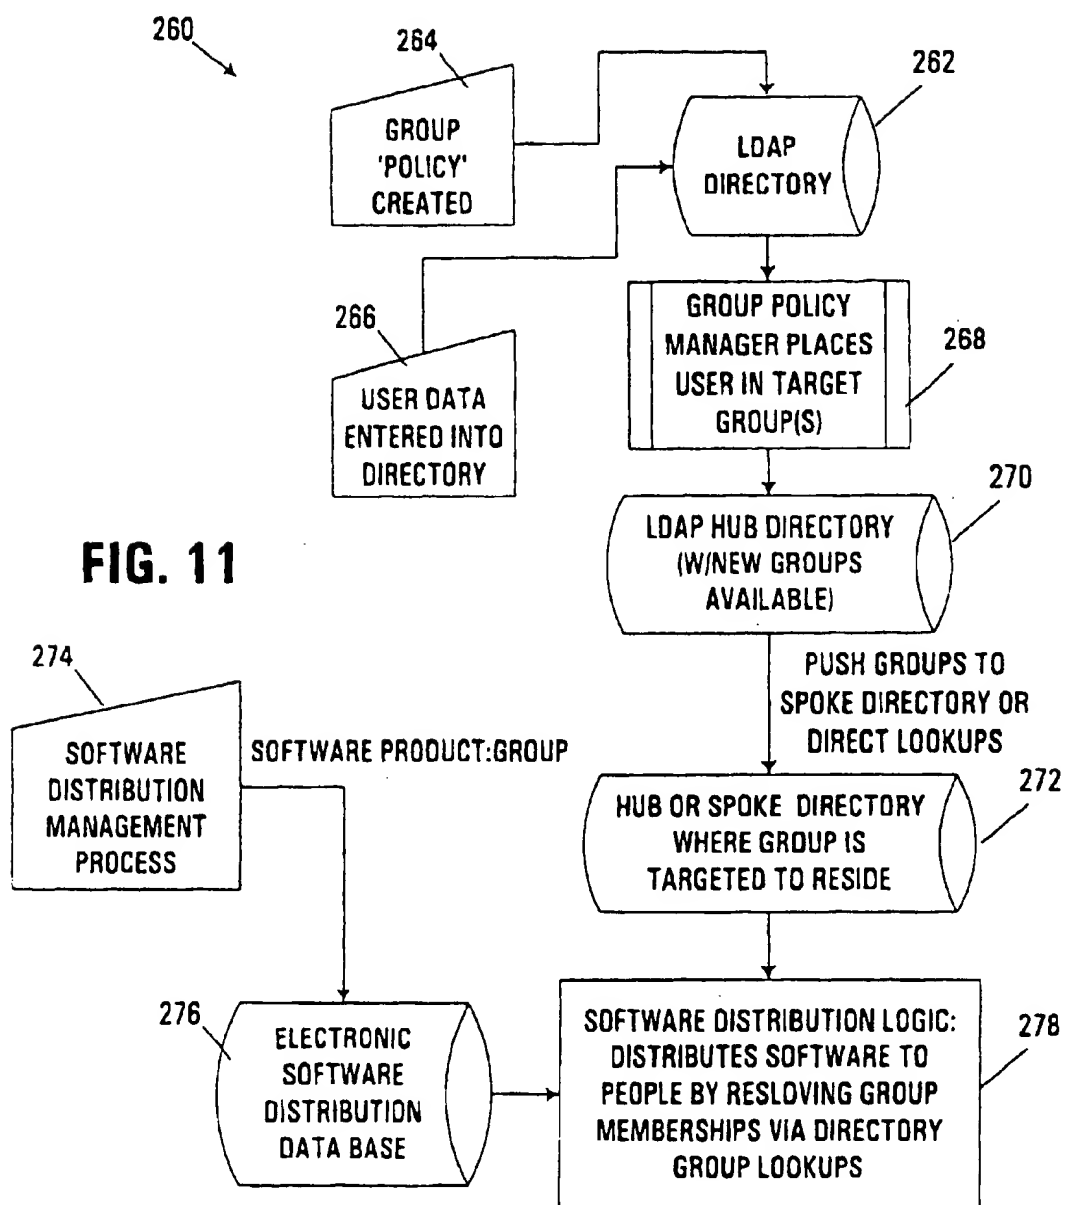 260
264
GROUP
'POLICY'
CREATED
262
LDAP
DIRECTORY
266
USER DATA
ENTERED INTO
DIRECTORY
GROUP POLICY
MANAGER PLACES
USER IN TARGET
GROUP(S)
268
270
LDAP HUB DIRECTORY
(W/NEW GROUPS
AVAILABLE)
FIG. 11
PUSH GROUPS TO
SPOKE DIRECTORY OR
DIRECT LOOKUPS
274
SOFTWARE
DISTRIBUTION
MANAGEMENT
PROCESS
SOFTWARE PRODUCT:GROUP
272
HUB OR SPOKE DIRECTORY
WHERE GROUP IS
TARGETED TO RESIDE
276
ELECTRONIC
SOFTWARE
DISTRIBUTION
DATA BASE
SOFTWARE DISTRIBUTION LOGIC:
DISTRIBUTES SOFTWARE TO
PEOPLE BY RESLOVING GROUP
MEMBERSHIPS VIA DIRECTORY
GROUP LOOKUPS
278